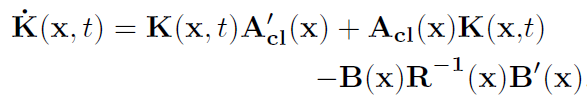 K̇(x, t) = K(x, t)A′cl(x) + Acl(x)K(x,t)
−B(x)R⁻¹(x)B′(x)